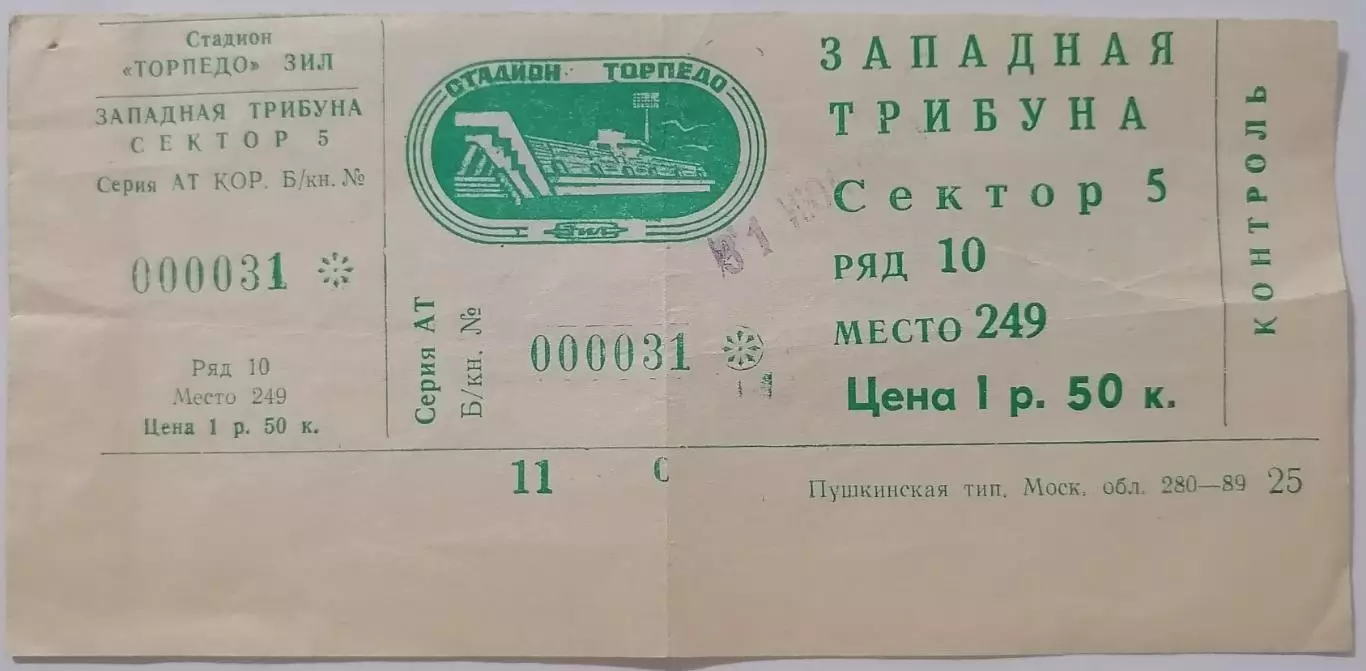 Стадион
«ТОРПЕДО» ЗИЛ
ЗАПАДНАЯ ТРИБУНА
СЕКТОР 5
Серия АТ КОР. Б/кн. №
000031
Ряд 10
Место 249
Цена 1 р. 50 к.
СТАДИОН ТОРПЕДО
ЗИЛ
Серия АТ
Б/кн. №
000031
31 ИЮЛ
ЗАПАДНАЯ
ТРИБУНА
Сектор 5
РЯД 10
МЕСТО 249
Цена 1 р. 50 к.
КОНТРОЛЬ
11
Пушкинская тип. Моск. обл. 280—89 25